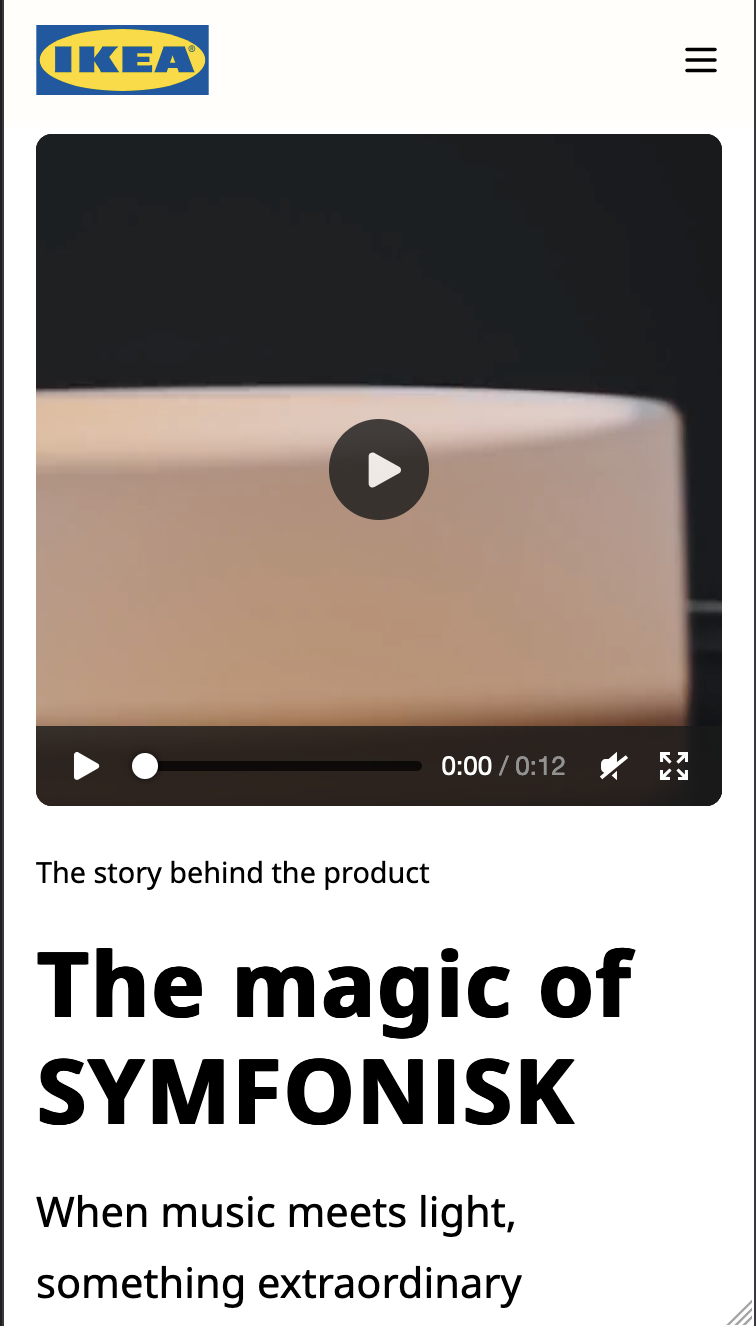 IKEA®
0:00 / 0:12
The story behind the product
The magic of
SYMFONISK
When music meets light,
something extraordinary